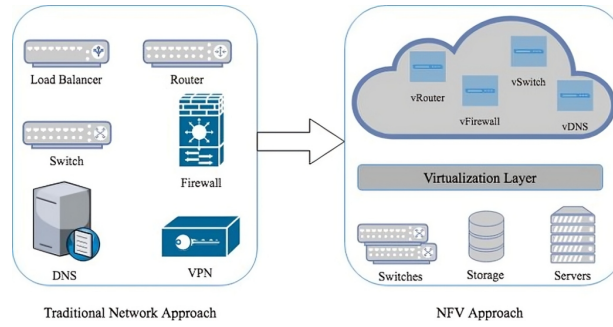 Load Balancer
Router
Switch
Firewall
DNS
VPN
Traditional Network Approach
vRouter
vSwitch
vFirewall
vDNS
Virtualization Layer
Switches
Storage
Servers
NFV Approach